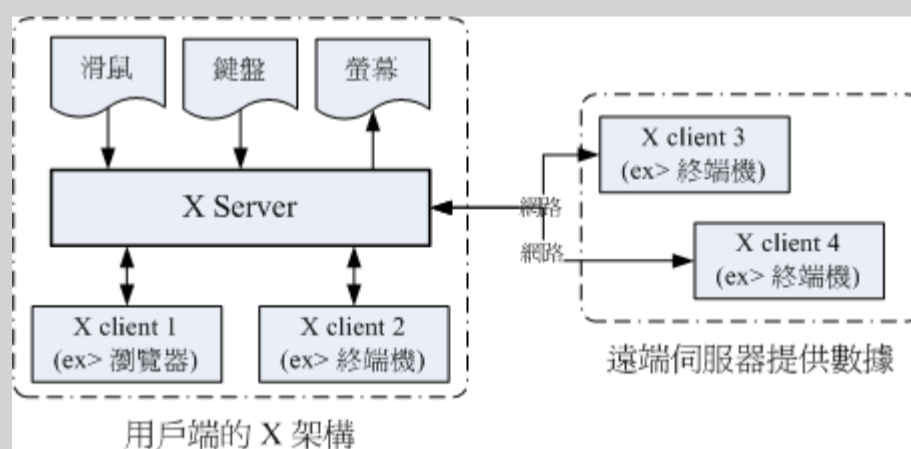 滑鼠
鍵盤
螢幕
X Server
X client 1
(ex> 瀏覽器)
X client 2
(ex> 終端機)
用戶端的 X 架構
網路
網路
X client 3
(ex> 終端機)
X client 4
(ex> 終端機)
遠端伺服器提供數據